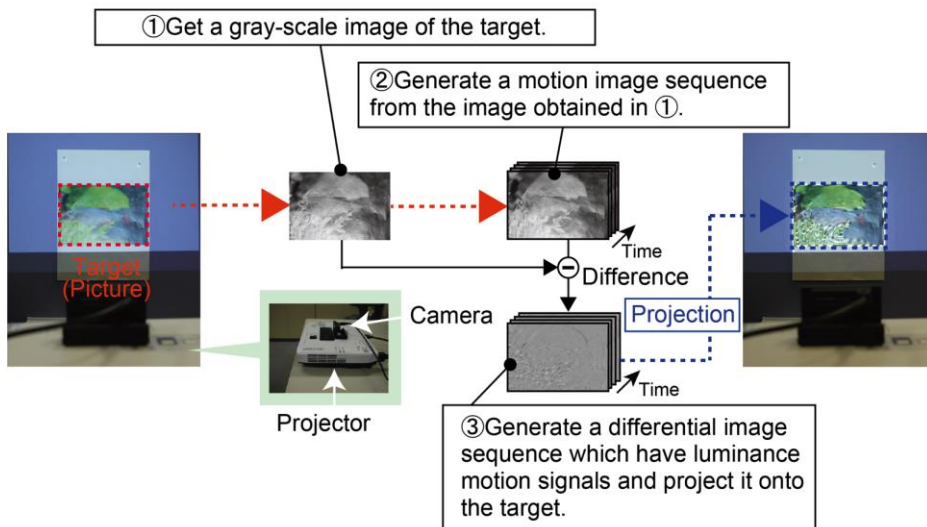 ①Get a gray-scale image of the target.
②Generate a motion image sequence
from the image obtained in ①.
Target
(Picture)
Time
Difference
Camera
Projector
Projection
Time
③Generate a differential image
sequence which have luminance
motion signals and project it onto
the target.